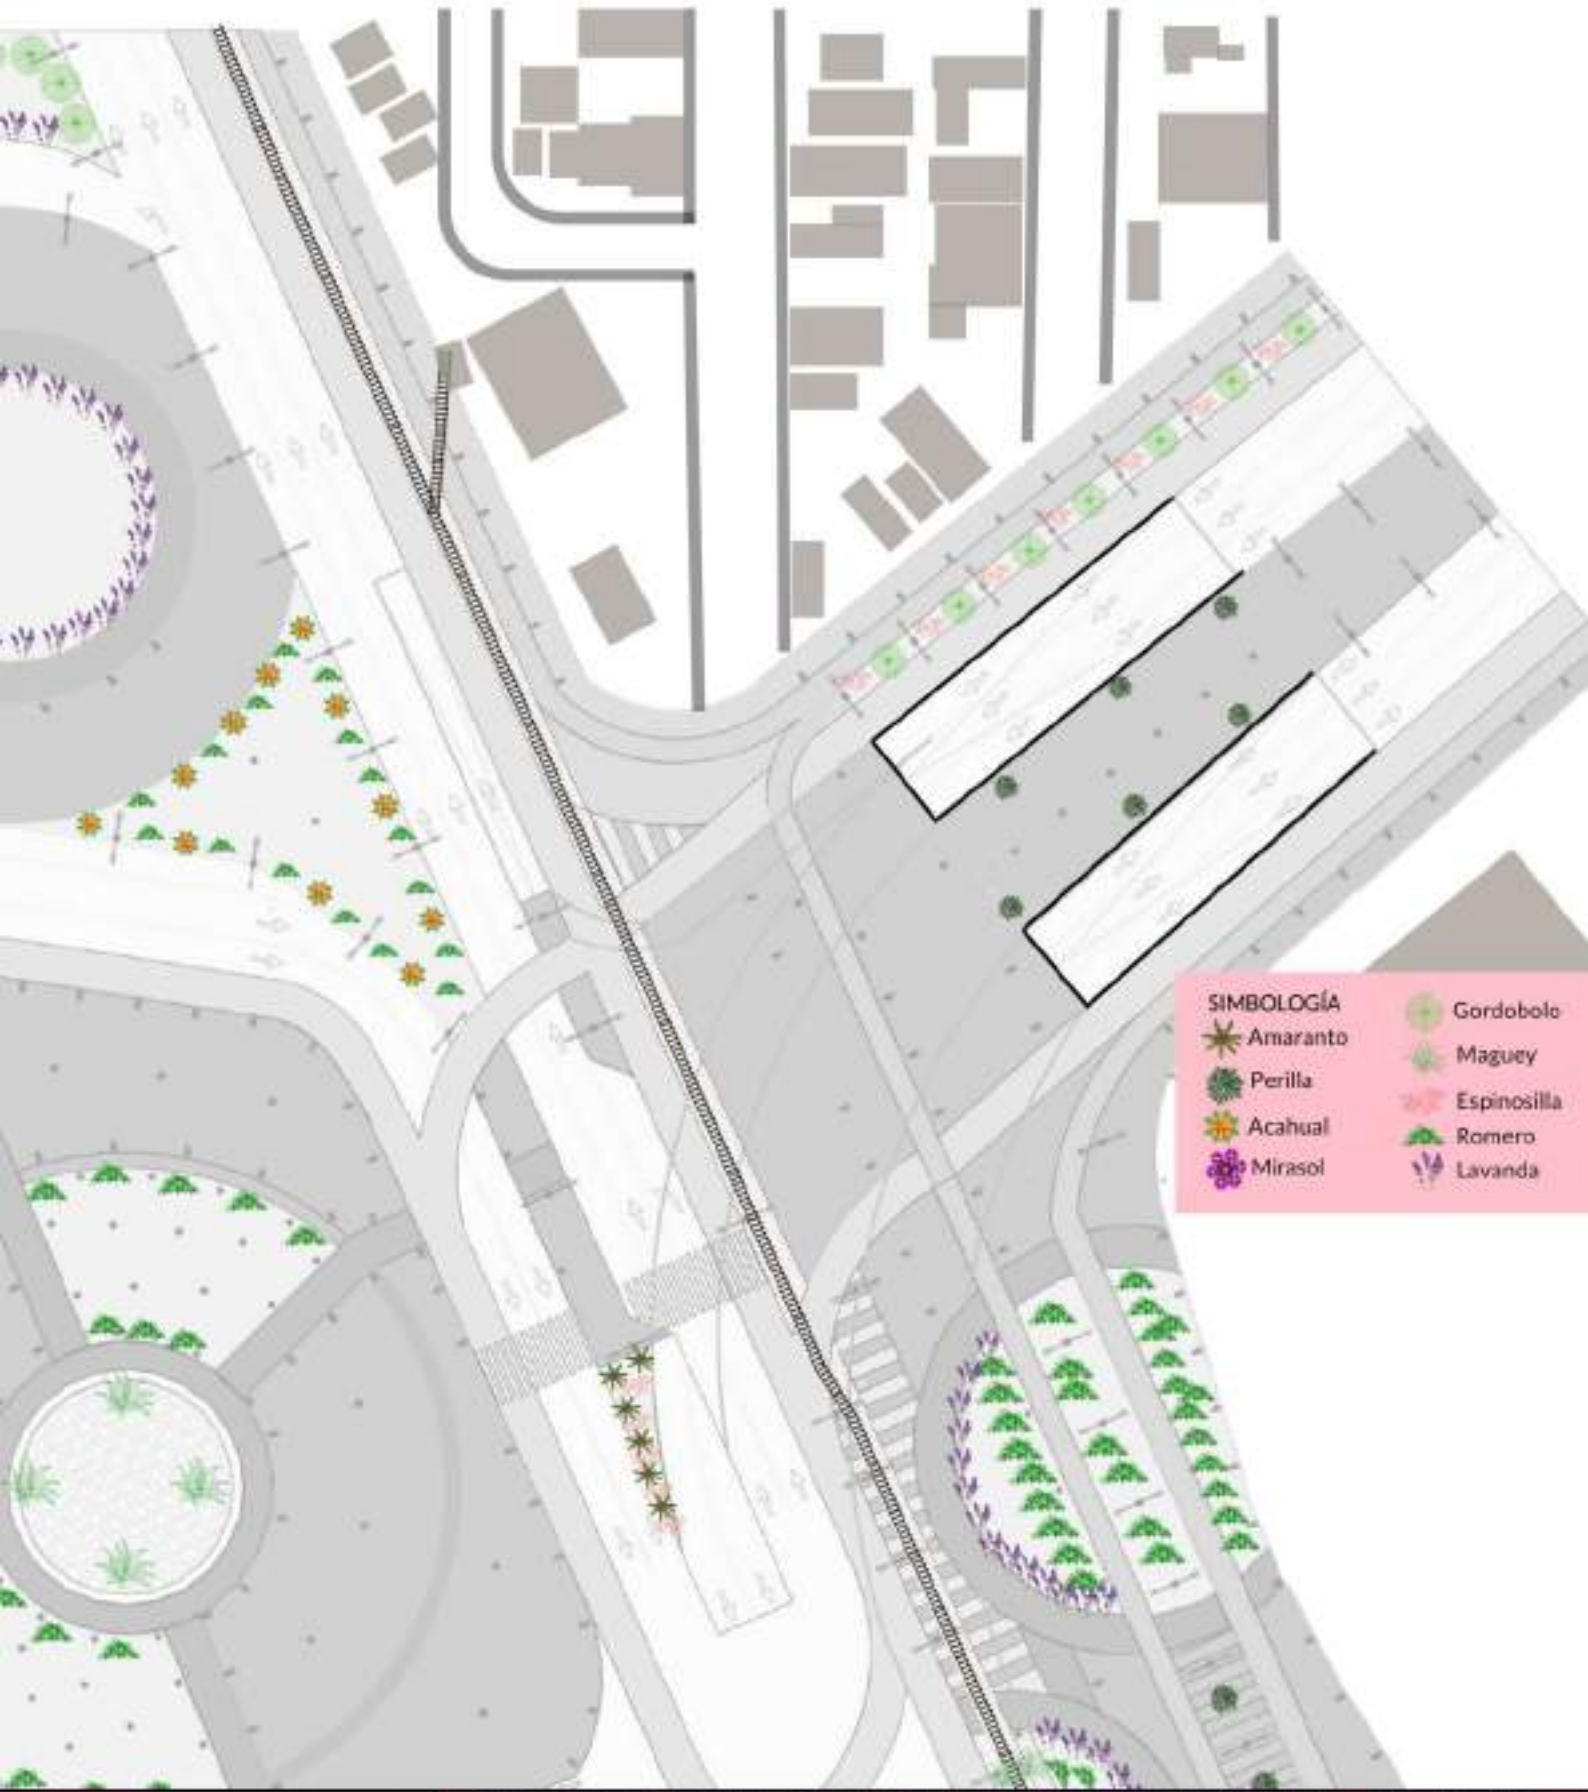 SIMBOLOGÍA
Amaranto
Perilla
Acahual
Mirasol
Gordobolo
Maguey
Espinosilla
Romero
Lavanda